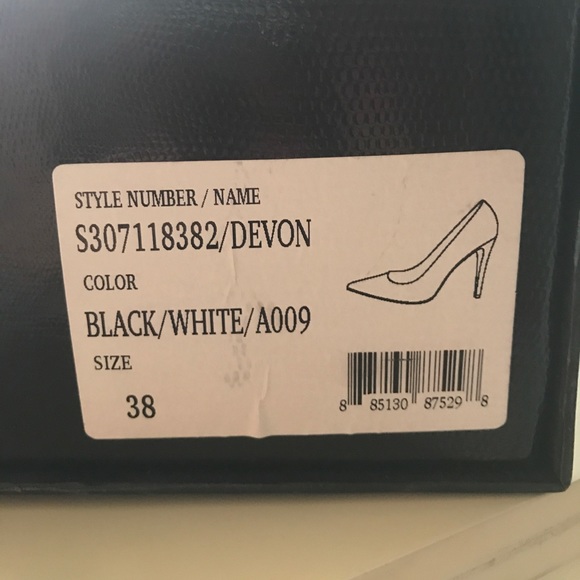 STYLE NUMBER / NAME
S307118382/DEVON
COLOR
BLACK/WHITE/A009
SIZE
38
8 85130 87529 8